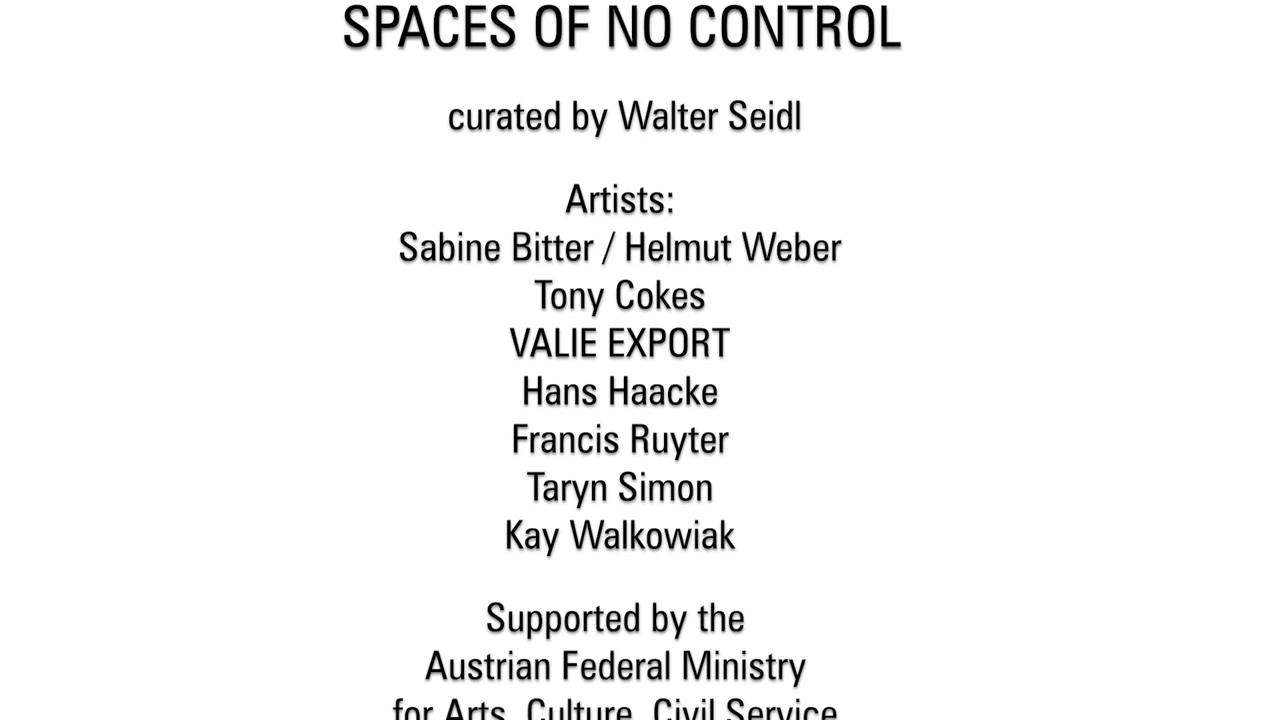 SPACES OF NO CONTROL
curated by Walter Seidl
Artists:
Sabine Bitter / Helmut Weber
Tony Cokes
VALIE EXPORT
Hans Haacke
Francis Ruyter
Taryn Simon
Kay Walkowiak
Supported by the
Austrian Federal Ministry
for Arts, Culture, Civil Service